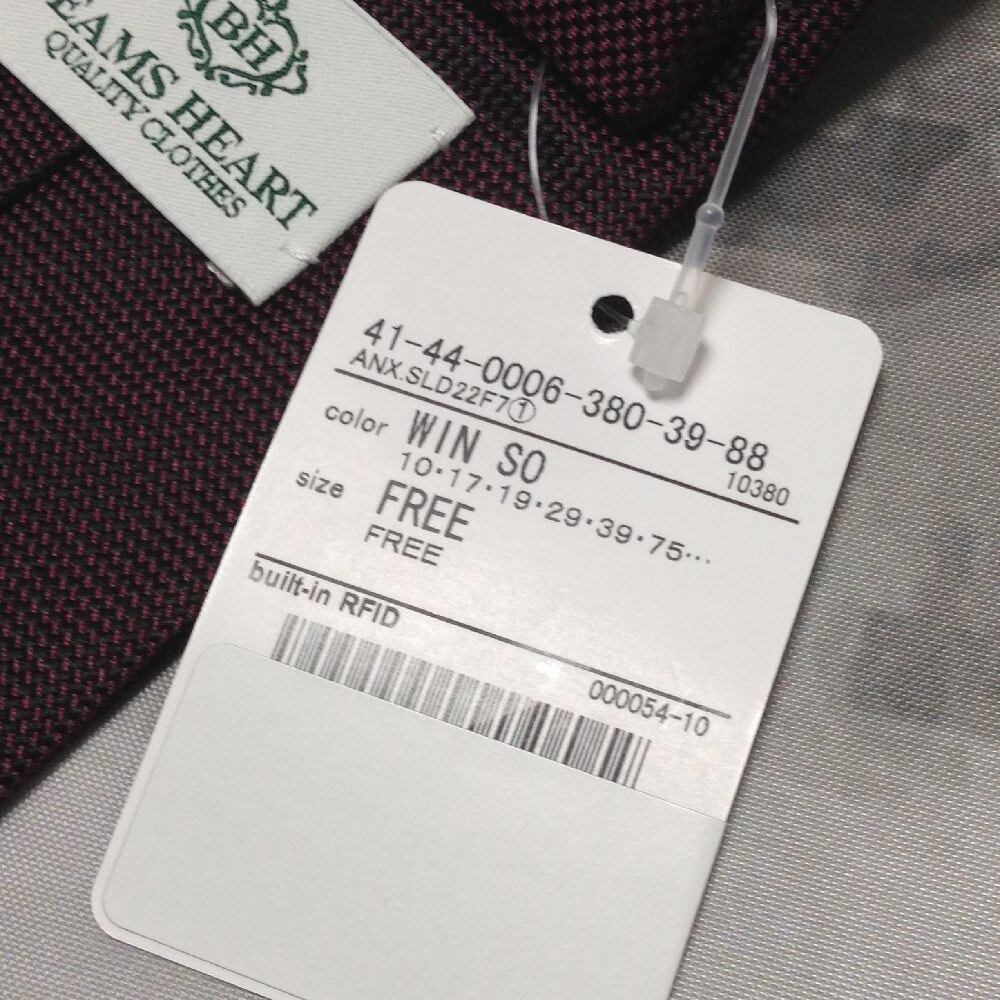 BH
EAMS HEART
QUALITY CLOTHES
41-44-0006-380-39-88
ANX.SLD22F7①
10380
color WIN SO
10・17・19・29・39・75…
size FREE
FREE
built-in RFID
000054-10